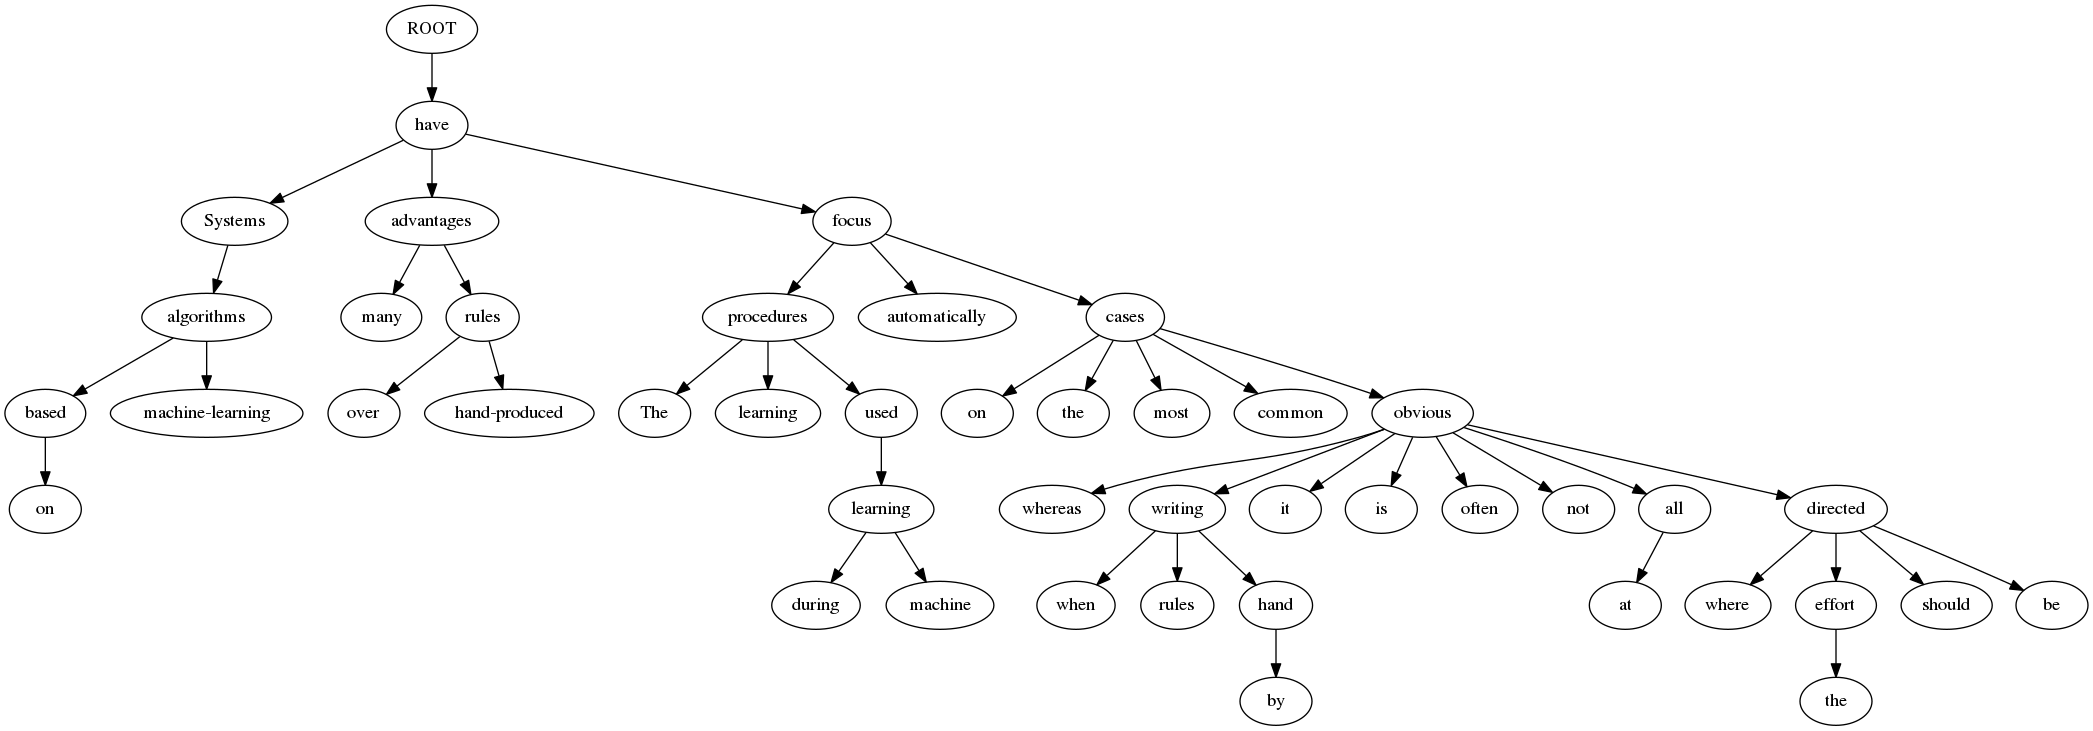 ROOT
have
Systems advantages focus
algorithms many rules procedures automatically cases
based machine-learning over hand-produced The learning used on the most common obvious
on learning whereas writing it is often not all directed
during machine when rules hand at where effort should be
by the